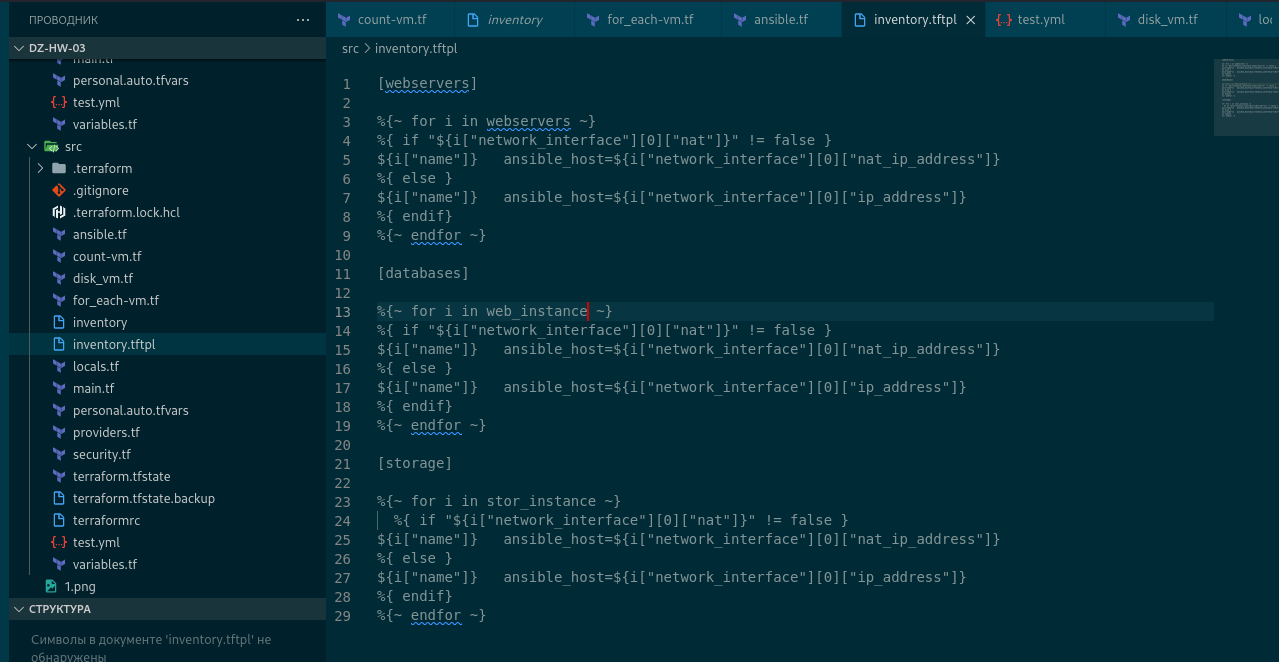 ПРОВОДНИК
DZ-HW-03
main.tf
personal.auto.tfvars
test.yml
variables.tf
src
.terraform
.gitignore
.terraform.lock.hcl
ansible.tf
count-vm.tf
disk_vm.tf
for_each-vm.tf
inventory
inventory.tftpl
locals.tf
main.tf
personal.auto.tfvars
providers.tf
security.tf
terraform.tfstate
terraform.tfstate.backup
terraformrc
test.yml
variables.tf
1.png
СТРУКТУРА
Символы в документе 'inventory.tftpl' не
обнаружены
count-vm.tf inventory for_each-vm.tf ansible.tf inventory.tftpl test.yml disk_vm.tf loc
src > inventory.tftpl
1 [webservers]
2
3 %{~ for i in webservers ~}
4 %{ if "${i["network_interface"][0]["nat"]}" != false }
5 ${i["name"]}   ansible_host=${i["network_interface"][0]["nat_ip_address"]}
6 %{ else }
7 ${i["name"]}   ansible_host=${i["network_interface"][0]["ip_address"]}
8 %{ endif}
9 %{~ endfor ~}
10
11 [databases]
12
13 %{~ for i in web_instance ~}
14 %{ if "${i["network_interface"][0]["nat"]}" != false }
15 ${i["name"]}   ansible_host=${i["network_interface"][0]["nat_ip_address"]}
16 %{ else }
17 ${i["name"]}   ansible_host=${i["network_interface"][0]["ip_address"]}
18 %{ endif}
19 %{~ endfor ~}
20
21 [storage]
22
23 %{~ for i in stor_instance ~}
24   %{ if "${i["network_interface"][0]["nat"]}" != false }
25 ${i["name"]}   ansible_host=${i["network_interface"][0]["nat_ip_address"]}
26 %{ else }
27 ${i["name"]}   ansible_host=${i["network_interface"][0]["ip_address"]}
28 %{ endif}
29 %{~ endfor ~}